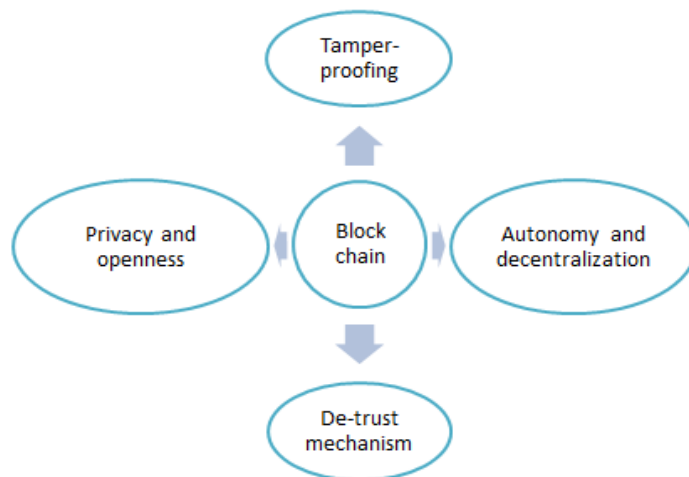 Tamper-
proofing
Privacy and
openness
Block
chain
Autonomy and
decentralization
De-trust
mechanism